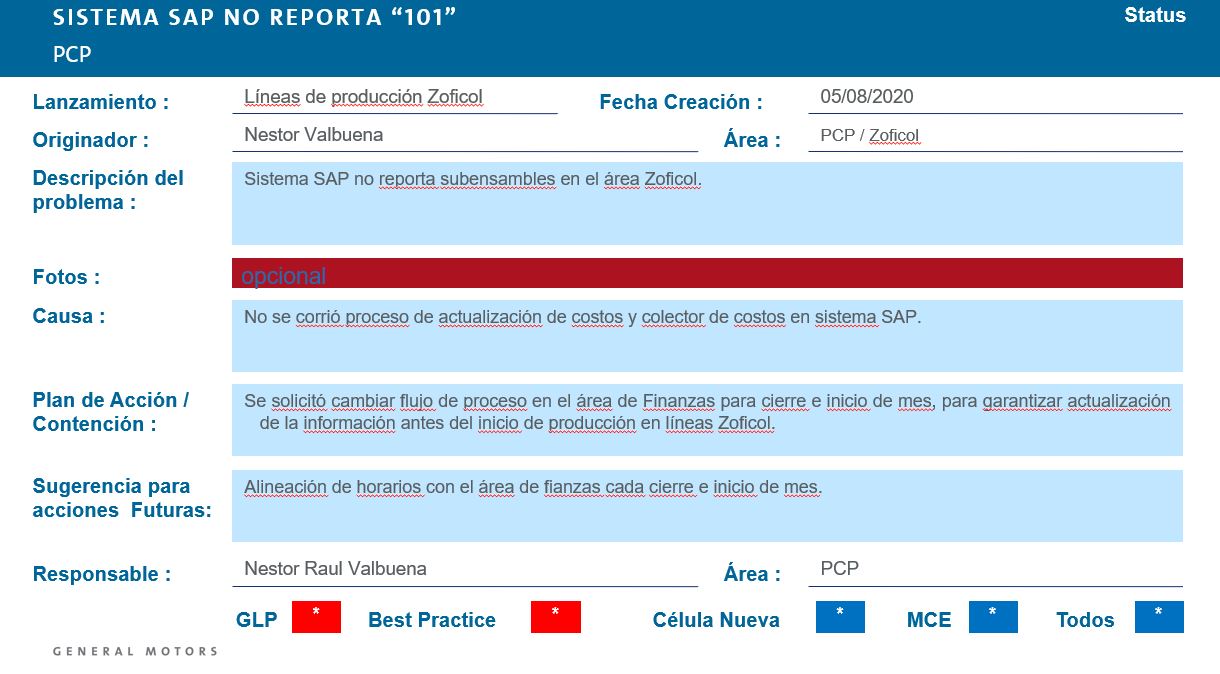 SISTEMA SAP NO REPORTA “101”
Status
PCP
Lanzamiento :
Líneas de producción Zoficol
Fecha Creación :
05/08/2020
Originador :
Nestor Valbuena
Área :
PCP / Zoficol
Descripción del
problema :
Sistema SAP no reporta subensambles en el área Zoficol.
Fotos :
opcional
Causa :
No se corrió proceso de actualización de costos y colector de costos en sistema SAP.
Plan de Acción /
Contención :
Se solicitó cambiar flujo de proceso en el área de Finanzas para cierre e inicio de mes, para garantizar actualización
de la información antes del inicio de producción en líneas Zoficol.
Sugerencia para
acciones Futuras:
Alineación de horarios con el área de fianzas cada cierre e inicio de mes.
Responsable :
Nestor Raul Valbuena
Área :
PCP
GLP * Best Practice * Célula Nueva * MCE * Todos *
GENERAL MOTORS